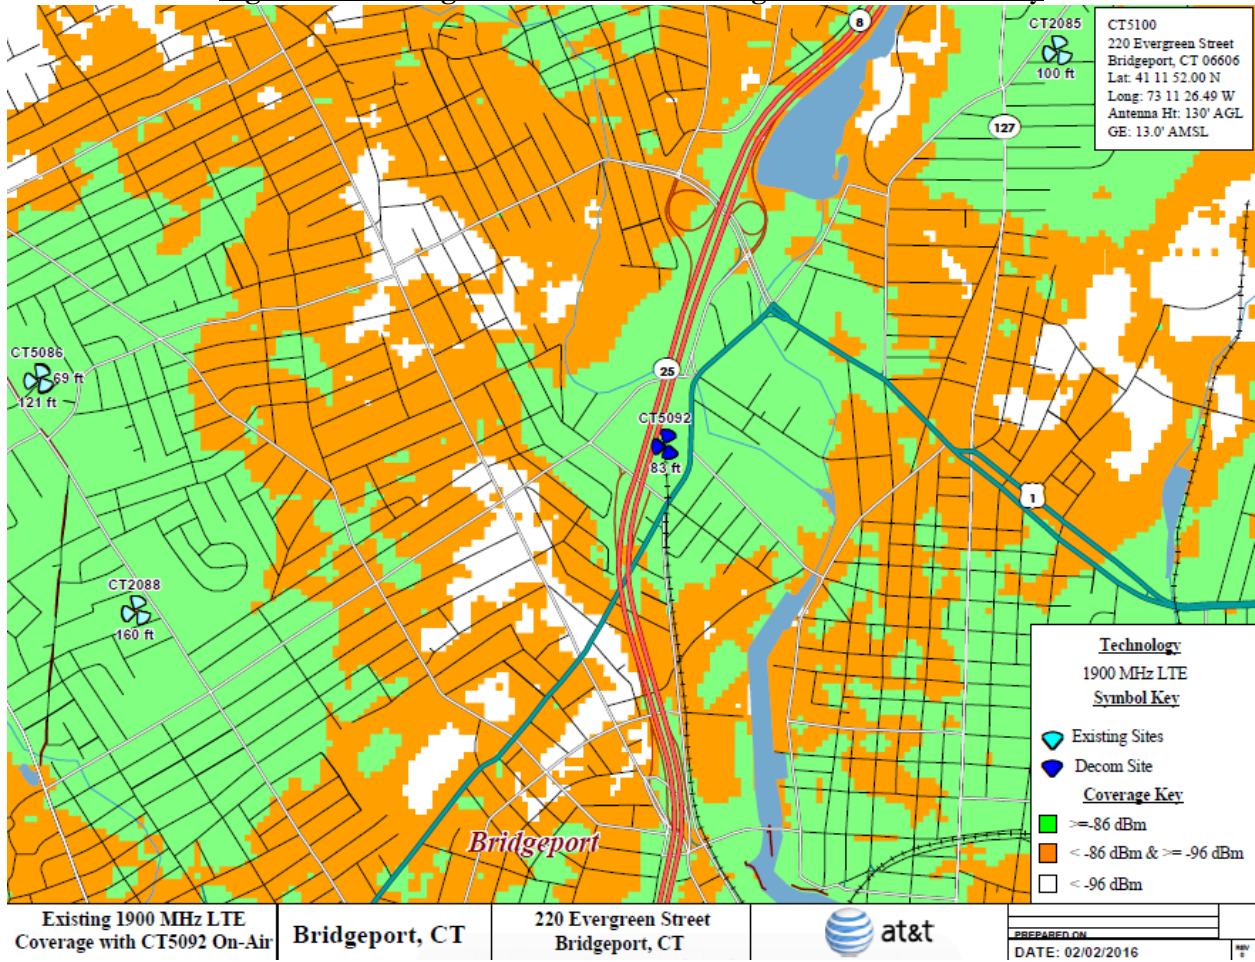 8
CT2085
100 ft
127
CT5100
220 Evergreen Street
Bridgeport, CT 06606
Lat: 41 11 52.00 N
Long: 73 11 26.49 W
Antenna Ht: 130' AGL
GE: 13.0' AMSL
CT5086
69 ft
121 ft
25
CT5092
83 ft
1
CT2088
160 ft
Bridgeport
Technology
1900 MHz LTE
Symbol Key
Existing Sites
Decom Site
Coverage Key
>=-86 dBm
< -86 dBm & >= -96 dBm
< -96 dBm
Existing 1900 MHz LTE
Coverage with CT5092 On-Air
Bridgeport, CT
220 Evergreen Street
Bridgeport, CT
at&t
PREPARED ON
DATE: 02/02/2016
REV
0